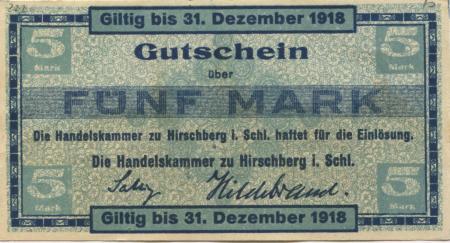 Giltig bis 31. Dezember 1918
5 Mark
5 Mark
Gutschein
über
FÜNF MARK
Die Handelskammer zu Hirschberg i. Schl. haftet für die Einlösung.
Die Handelskammer zu Hirschberg i. Schl.
Hildebrand.
5 Mark
5 Mark
Giltig bis 31. Dezember 1918